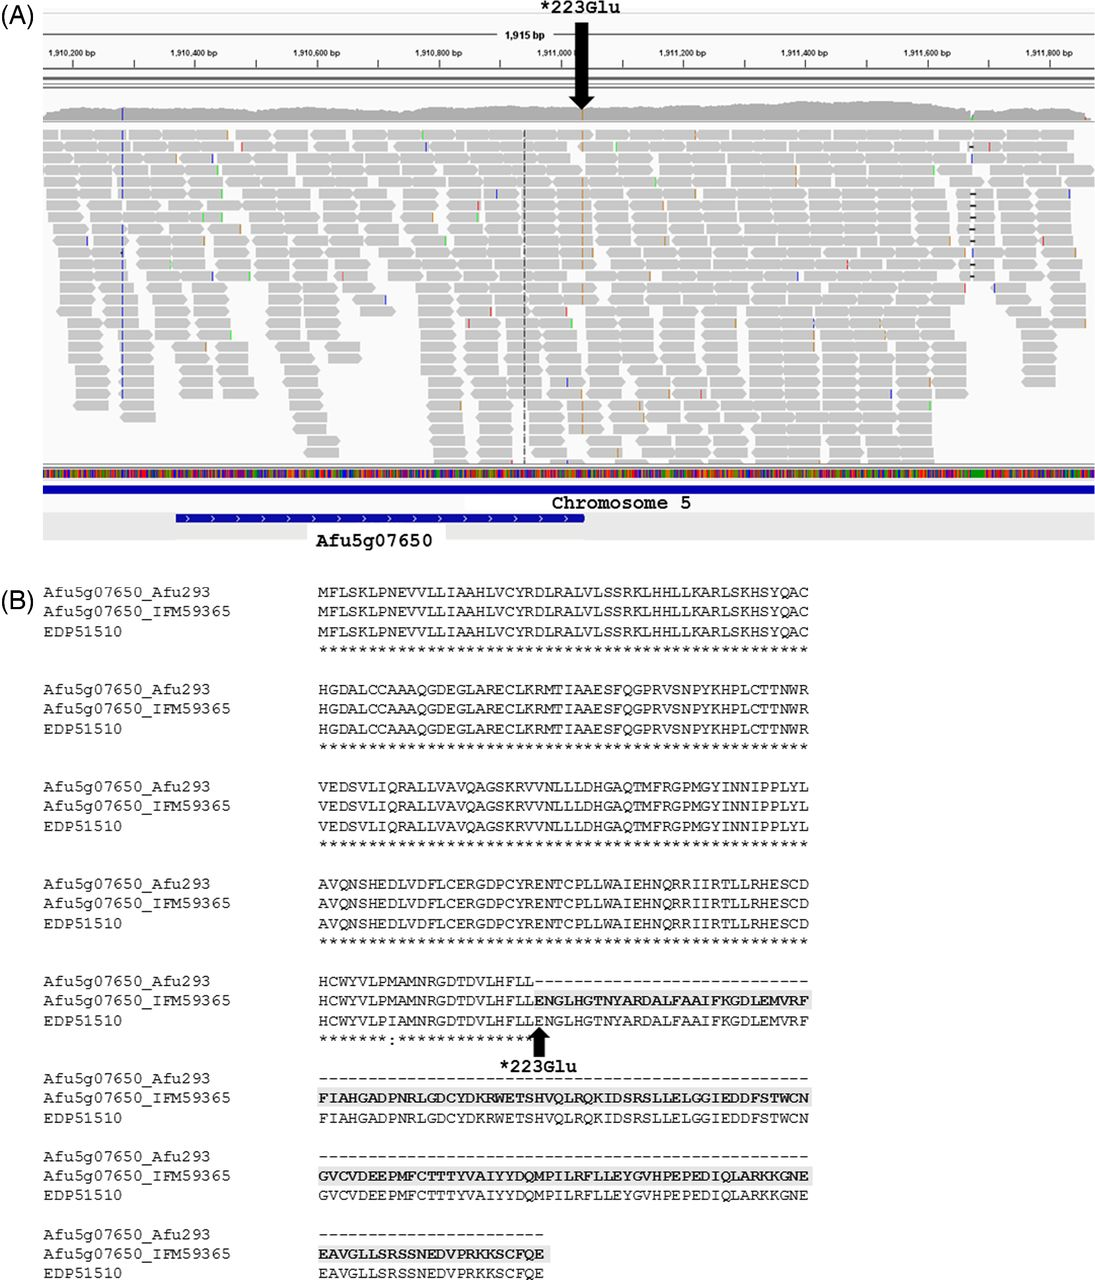 (A)
*223Glu
1,915 bp
1,910,200 bp 1,910,400 bp 1,910,600 bp 1,910,800 bp 1,911,000 1,911,200 bp 1,911,400 bp 1,911,600 bp 1,911,800 bp
Chromosome 5
Afu5g07650
(B)
Afu5g07650_Afu293 MFLSKLPNEVVLLIAAHLVCYRDLRALVLSSRKLHHLLKARLSKHSYQAC
Afu5g07650_IFM59365 MFLSKLPNEVVLLIAAHLVCYRDLRALVLSSRKLHHLLKARLSKHSYQAC
EDP51510 MFLSKLPNEVVLLIAAHLVCYRDLRALVLSSRKLHHLLKARLSKHSYQAC
**************************************************
Afu5g07650_Afu293 HGDALCCAAAQGDEGLARECLKRMTIAAESFQGPRVSNPYKHPLCTTNWR
Afu5g07650_IFM59365 HGDALCCAAAQGDEGLARECLKRMTIAAESFQGPRVSNPYKHPLCTTNWR
EDP51510 HGDALCCAAAQGDEGLARECLKRMTIAAESFQGPRVSNPYKHPLCTTNWR
**************************************************
Afu5g07650_Afu293 VEDSVLIQRALLVAVQAGSKRVVNLLLDHGAQTMFRGPMGYINNIPPLYL
Afu5g07650_IFM59365 VEDSVLIQRALLVAVQAGSKRVVNLLLDHGAQTMFRGPMGYINNIPPLYL
EDP51510 VEDSVLIQRALLVAVQAGSKRVVNLLLDHGAQTMFRGPMGYINNIPPLYL
**************************************************
Afu5g07650_Afu293 AVQNSHEDLVDFLCERGDPCYRENTCPLLWAIEHNQRRIIRTLLRHESCD
Afu5g07650_IFM59365 AVQNSHEDLVDFLCERGDPCYRENTCPLLWAIEHNQRRIIRTLLRHESCD
EDP51510 AVQNSHEDLVDFLCERGDPCYRENTCPLLWAIEHNQRRIIRTLLRHESCD
**************************************************
Afu5g07650_Afu293 HCWYVLPMAMNRGDTDVLHFLL----------------------------
Afu5g07650_IFM59365 HCWYVLPMAMNRGDTDVLHFLLENGLHGTNYARDALFAAIFKGDLEMVRF
EDP51510 HCWYVLPIAMNRGDTDVLHFLLENGLHGTNYARDALFAAIFKGDLEMVRF
*******:**************
*223Glu
Afu5g07650_Afu293 --------------------------------------------------
Afu5g07650_IFM59365 FIAHGADPNRLGDCYDKRWETSHVQLRQKIDSRSLLELGGIEDDFSTWCN
EDP51510 FIAHGADPNRLGDCYDKRWETSHVQLRQKIDSRSLLELGGIEDDFSTWCN
Afu5g07650_Afu293 --------------------------------------------------
Afu5g07650_IFM59365 GVCVDEEPMFCTTTYVAIYYDQMPILRFLLEYGVHPEPEDIQLARKKGNE
EDP51510 GVCVDEEPMFCTTTYVAIYYDQMPILRFLLEYGVHPEPEDIQLARKKGNE
Afu5g07650_Afu293 -----------------------
Afu5g07650_IFM59365 EAVGLLSRSSNEDVPRKKSCFQE
EDP51510 EAVGLLSRSSNEDVPRKKSCFQE